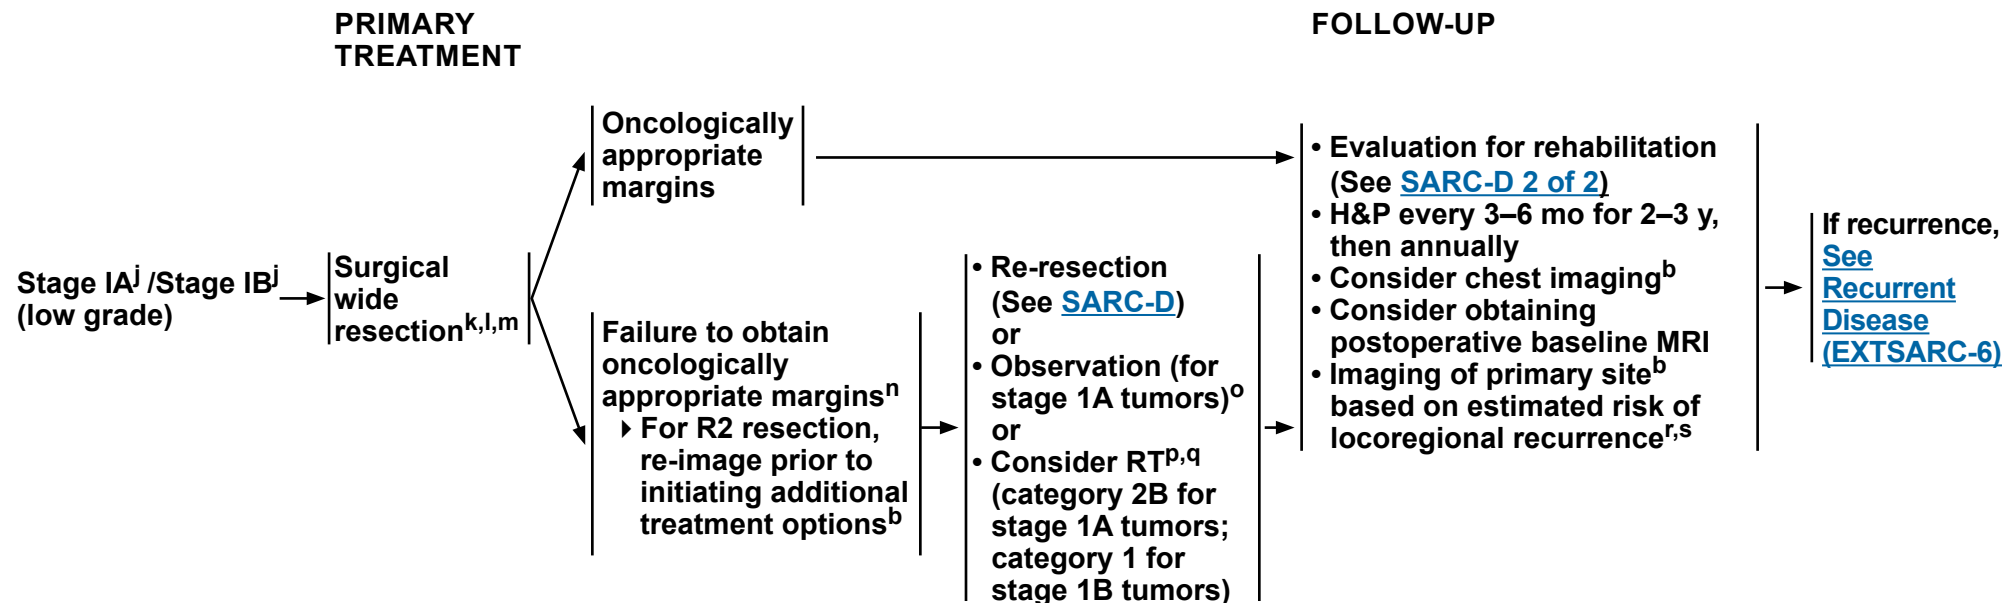 PRIMARY
TREATMENT
FOLLOW-UP
Stage IAj /Stage IBj
(low grade)
Surgical
wide
resectionk,l,m
Oncologically
appropriate
margins
Failure to obtain
oncologically
appropriate marginsn
▸ For R2 resection,
re-image prior to
initiating additional
treatment optionsb
• Re-resection
(See SARC-D)
or
• Observation (for
stage 1A tumors)o
or
• Consider RTp,q
(category 2B for
stage 1A tumors;
category 1 for
stage 1B tumors)
• Evaluation for rehabilitation
(See SARC-D 2 of 2)
• H&P every 3–6 mo for 2–3 y,
then annually
• Consider chest imagingb
• Consider obtaining
postoperative baseline MRI
• Imaging of primary siteb
based on estimated risk of
locoregional recurrencer,s
If recurrence,
See
Recurrent
Disease
(EXTSARC-6)